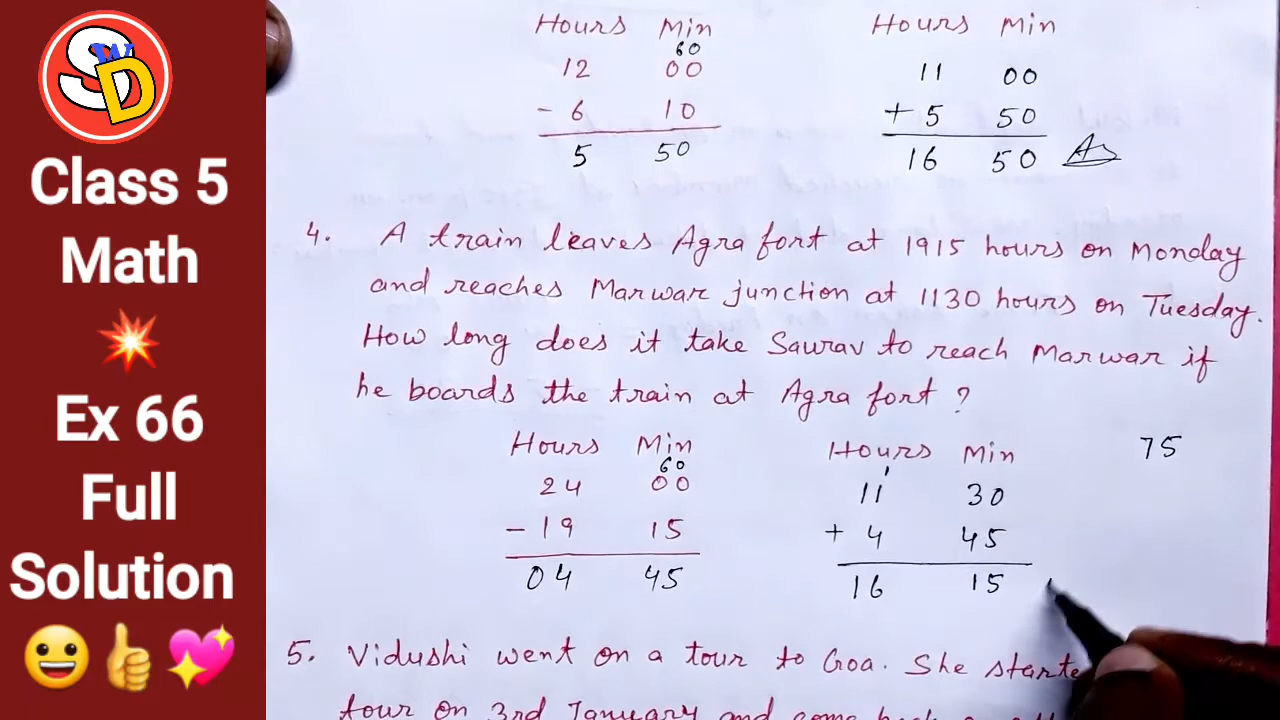 SWD
Class 5
Math
Ex 66
Full
Solution
Hours Min
60
12 00
- 6 10
5 50
Hours Min
11 00
+ 5 50
16 50
4. A train leaves Agra fort at 1915 hours on Monday
and reaches Marwar junction at 1130 hours on Tuesday.
How long does it take Saurav to reach Marwar if
he boards the train at Agra fort ?
Hours Min
60
24 00
- 19 15
04 45
Hours Min
1
11 30
+ 4 45
16 15
75
5. Vidushi went on a tour to Goa. She starte
tour on 3rd January and